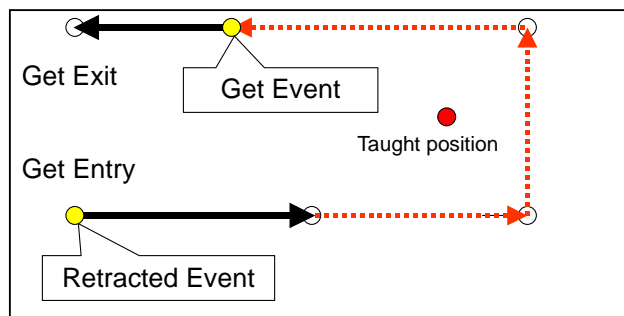 Get Exit
Get Event
Taught position
Get Entry
Retracted Event